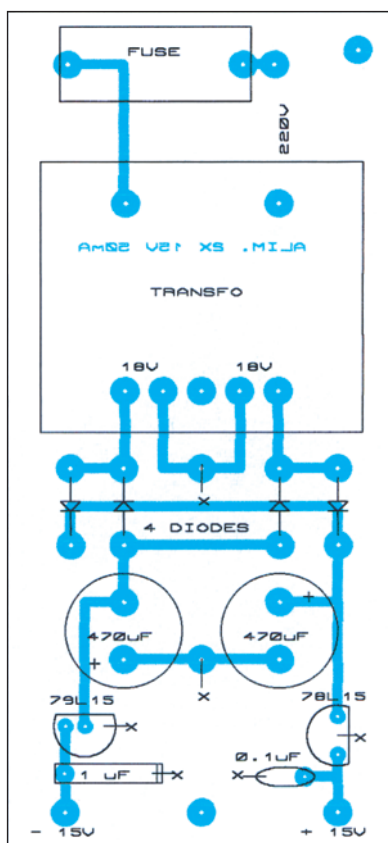 FUSE
220V
ALIM. 2X 15V 50mA
TRANSFO
18V 18V
x
4 DIODES
+
470uF 470uF
+
x
79L15 78L15
x x
1 uF x x 0.1uF
- 15V + 15V